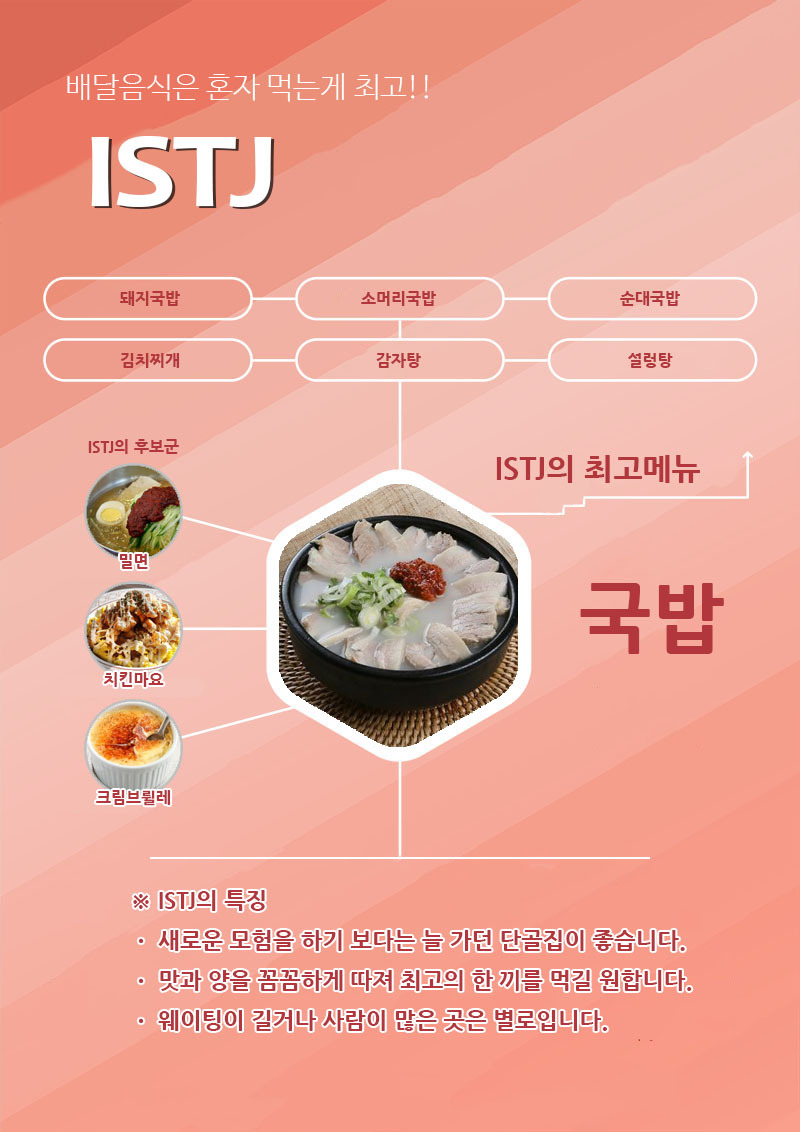 배달음식은 혼자 먹는게 최고!!
ISTJ
돼지국밥
소머리국밥
순대국밥
김치찌개
감자탕
설렁탕
ISTJ의 후보군
밀면
치킨마요
크림브륄레
ISTJ의 최고메뉴
국밥
※ ISTJ의 특징
· 새로운 모험을 하기 보다는 늘 가던 단골집이 좋습니다.
· 맛과 양을 꼼꼼하게 따져 최고의 한 끼를 먹길 원합니다.
· 웨이팅이 길거나 사람이 많은 곳은 별로입니다.